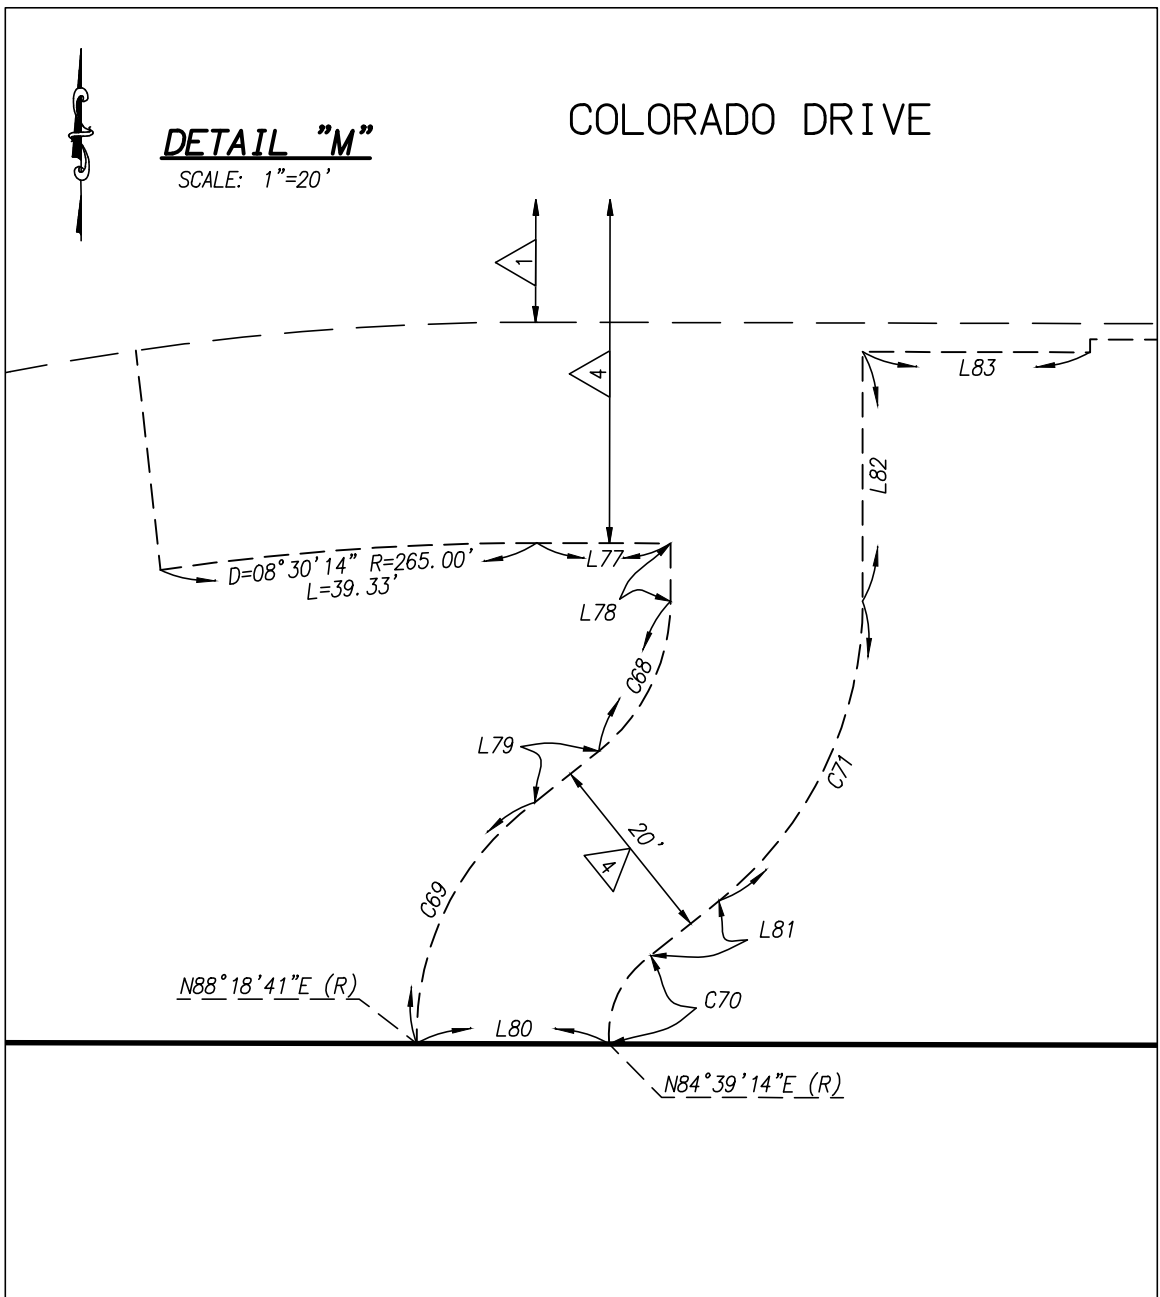 COLORADO DRIVE
DETAIL "M"
SCALE: 1"=20'
1
4
L83
L82
D=08°30'14" R=265.00'
L=39.33'
L77
L78
C68
L79
C71
20'
4
C69
L81
N88°18'41"E (R)
C70
L80
N84°39'14"E (R)